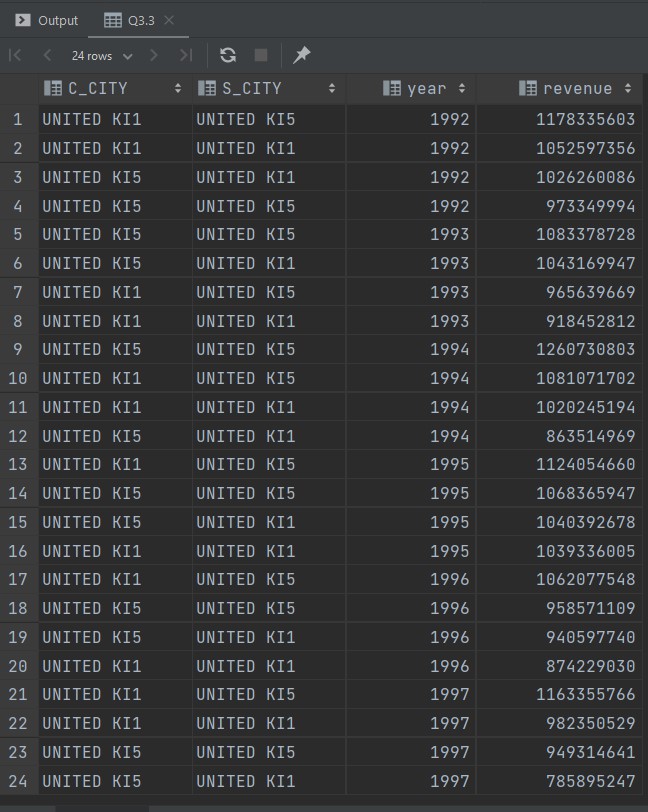 Output Q3.3
24 rows
C_CITY S_CITY year revenue
1 UNITED KI1 UNITED KI5 1992 1178335603
2 UNITED KI1 UNITED KI1 1992 1052597356
3 UNITED KI5 UNITED KI1 1992 1026260086
4 UNITED KI5 UNITED KI5 1992 973349994
5 UNITED KI5 UNITED KI5 1993 1083378728
6 UNITED KI5 UNITED KI1 1993 1043169947
7 UNITED KI1 UNITED KI5 1993 965639669
8 UNITED KI1 UNITED KI1 1993 918452812
9 UNITED KI5 UNITED KI5 1994 1260730803
10 UNITED KI1 UNITED KI5 1994 1081071702
11 UNITED KI1 UNITED KI1 1994 1020245194
12 UNITED KI5 UNITED KI1 1994 863514969
13 UNITED KI1 UNITED KI5 1995 1124054660
14 UNITED KI5 UNITED KI5 1995 1068365947
15 UNITED KI5 UNITED KI1 1995 1040392678
16 UNITED KI1 UNITED KI1 1995 1039336005
17 UNITED KI1 UNITED KI5 1996 1062077548
18 UNITED KI5 UNITED KI5 1996 958571109
19 UNITED KI5 UNITED KI1 1996 940597740
20 UNITED KI1 UNITED KI1 1996 874229030
21 UNITED KI1 UNITED KI5 1997 1163355766
22 UNITED KI1 UNITED KI1 1997 982350529
23 UNITED KI5 UNITED KI5 1997 949314641
24 UNITED KI5 UNITED KI1 1997 785895247